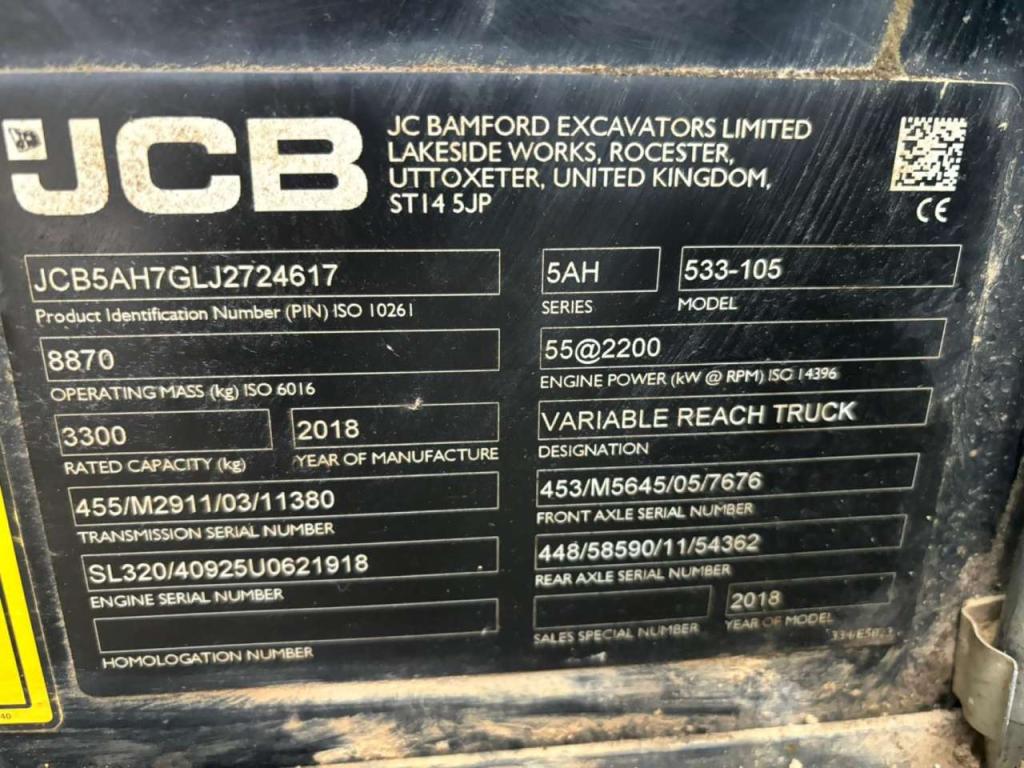 JCB
JC BAMFORD EXCAVATORS LIMITED
LAKESIDE WORKS, ROCESTER,
UTTOXETER, UNITED KINGDOM,
ST14 5JP
CE
JCB5AH7GLJ2724617
Product Identification Number (PIN) ISO 10261
5AH
SERIES
533-105
MODEL
8870
OPERATING MASS (kg) ISO 6016
55@2200
ENGINE POWER (kW @ RPM) ISO 14396
3300
RATED CAPACITY (kg)
2018
YEAR OF MANUFACTURE
VARIABLE REACH TRUCK
DESIGNATION
455/M2911/03/11380
TRANSMISSION SERIAL NUMBER
453/M5645/05/7676
FRONT AXLE SERIAL NUMBER
SL320/40925U0621918
ENGINE SERIAL NUMBER
448/58590/11/54362
REAR AXLE SERIAL NUMBER
HOMOLOGATION NUMBER
SALES SPECIAL NUMBER
2018
YEAR OF MODEL